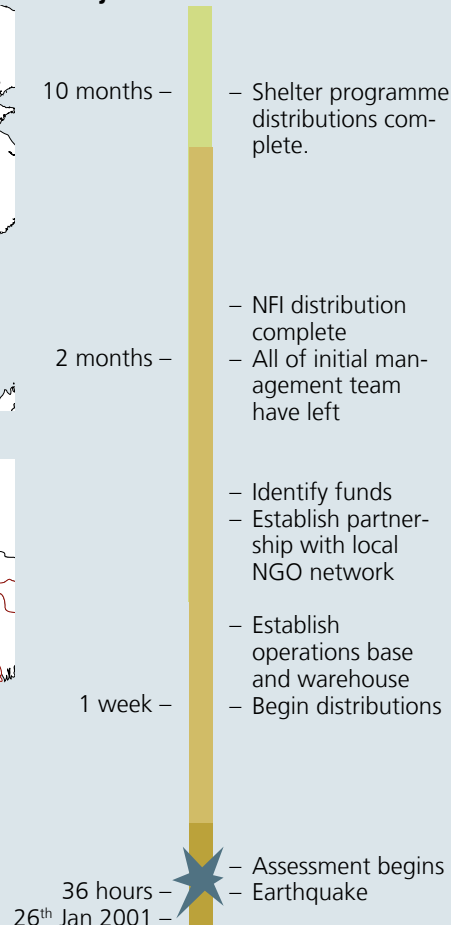 10 months –
– Shelter programme
distributions com-
plete.
– NFI distribution
complete
2 months –
– All of initial man-
agement team
have left
– Identify funds
– Establish partner-
ship with local
NGO network
– Establish
operations base
and warehouse
1 week –
– Begin distributions
– Assessment begins
36 hours –
– Earthquake
26th Jan 2001 –